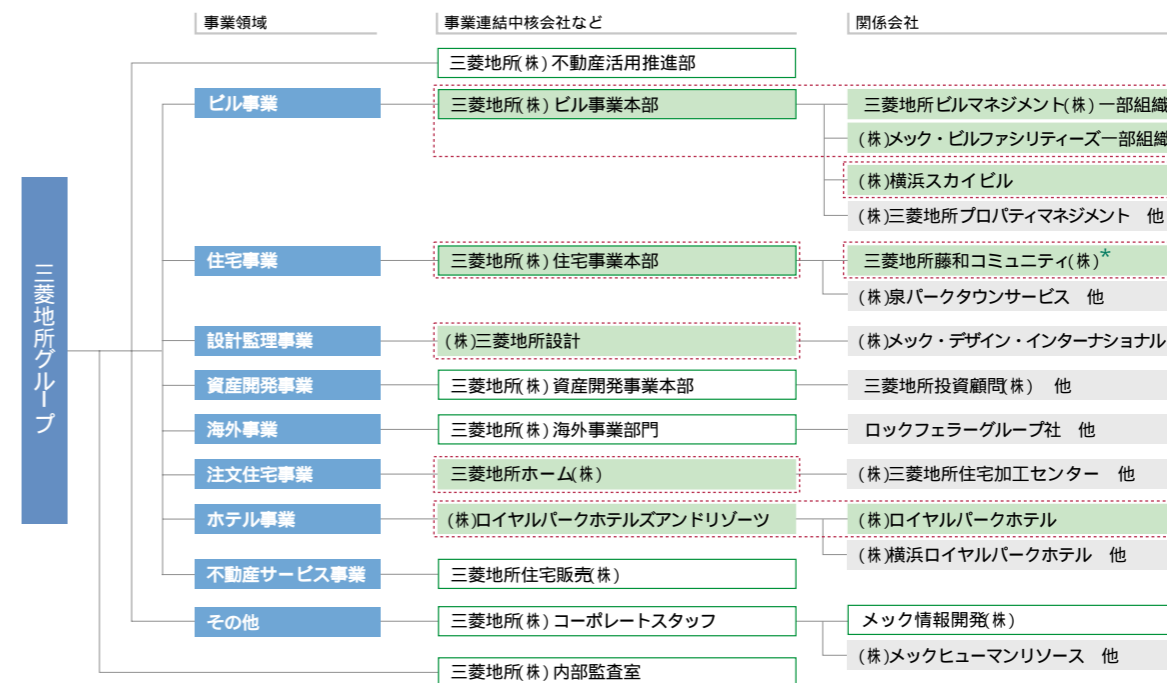 事業領域
事業連結中核会社など
関係会社
三菱地所グループ
三菱地所(株)不動産活用推進部
ビル事業
三菱地所(株)ビル事業本部
三菱地所ビルマネジメント(株)一部組織
(株)メック・ビルファシリティーズ一部組織
(株)横浜スカイビル
(株)三菱地所プロパティマネジメント 他
住宅事業
三菱地所(株)住宅事業本部
三菱地所藤和コミュニティ(株)*
(株)泉パークタウンサービス 他
設計監理事業
(株)三菱地所設計
(株)メック・デザイン・インターナショナル
資産開発事業
三菱地所(株)資産開発事業本部
三菱地所投資顧問(株) 他
海外事業
三菱地所(株)海外事業部門
ロックフェラーグループ社 他
注文住宅事業
三菱地所ホーム(株)
(株)三菱地所住宅加工センター 他
ホテル事業
(株)ロイヤルパークホテルズアンドリゾーツ
(株)ロイヤルパークホテル
(株)横浜ロイヤルパークホテル 他
不動産サービス事業
三菱地所住宅販売(株)
その他
三菱地所(株)コーポレートスタッフ
メック情報開発(株)
(株)メックヒューマンリソース 他
三菱地所(株)内部監査室